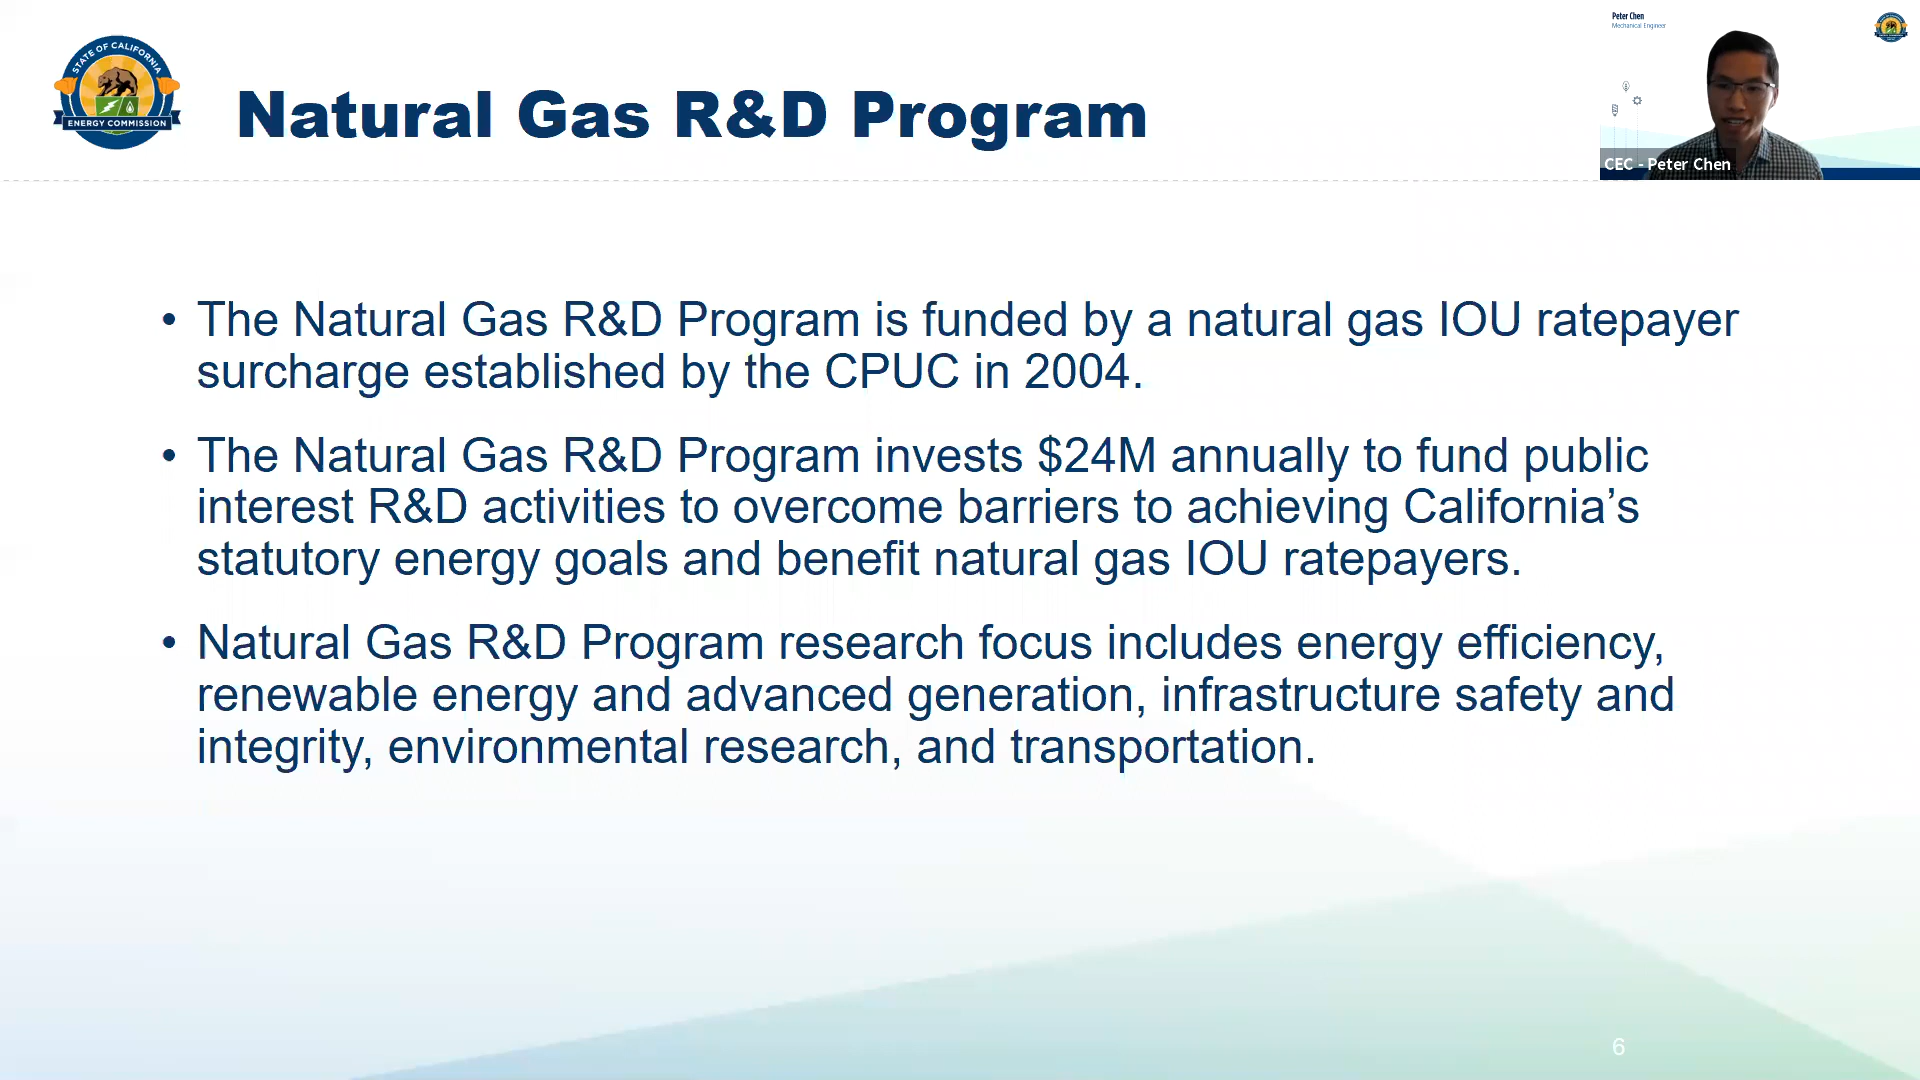 STATE OF CALIFORNIA
ENERGY COMMISSION
Natural Gas R&D Program
Peter Chen
Mechanical Engineer
CEC - Peter Chen
• The Natural Gas R&D Program is funded by a natural gas IOU ratepayer
surcharge established by the CPUC in 2004.
• The Natural Gas R&D Program invests $24M annually to fund public
interest R&D activities to overcome barriers to achieving California’s
statutory energy goals and benefit natural gas IOU ratepayers.
• Natural Gas R&D Program research focus includes energy efficiency,
renewable energy and advanced generation, infrastructure safety and
integrity, environmental research, and transportation.
6